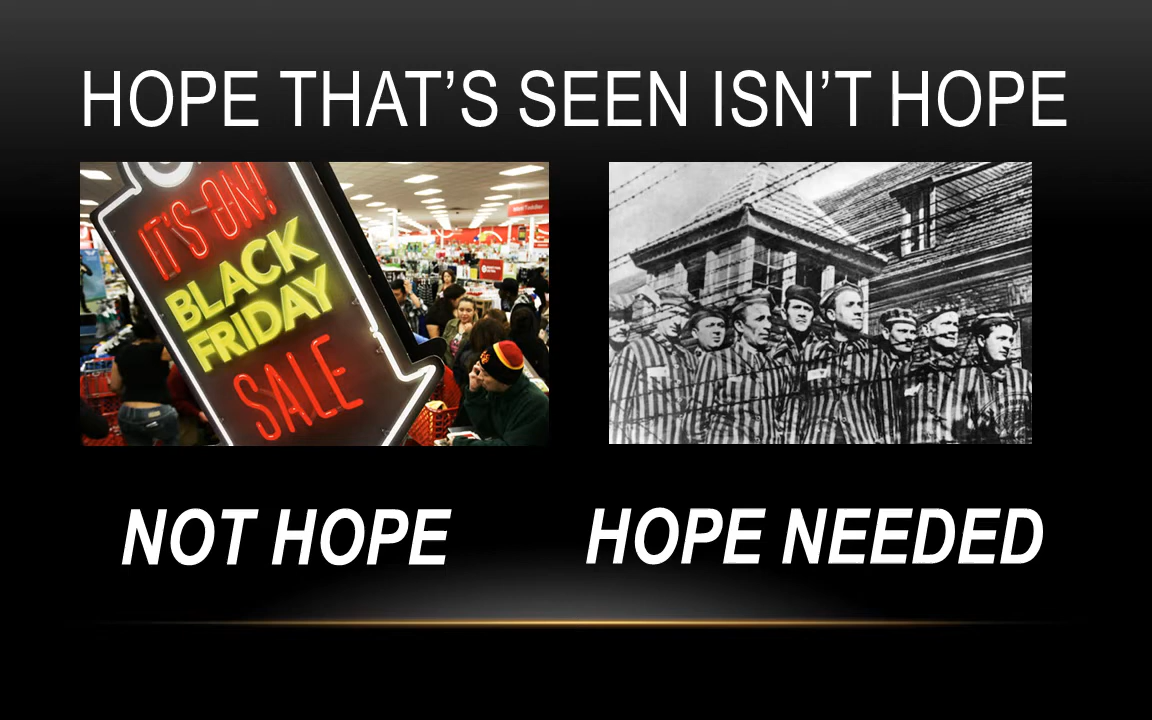 HOPE THAT’S SEEN ISN’T HOPE
IT'S ON!
BLACK
FRIDAY
SALE
NOT HOPE
HOPE NEEDED